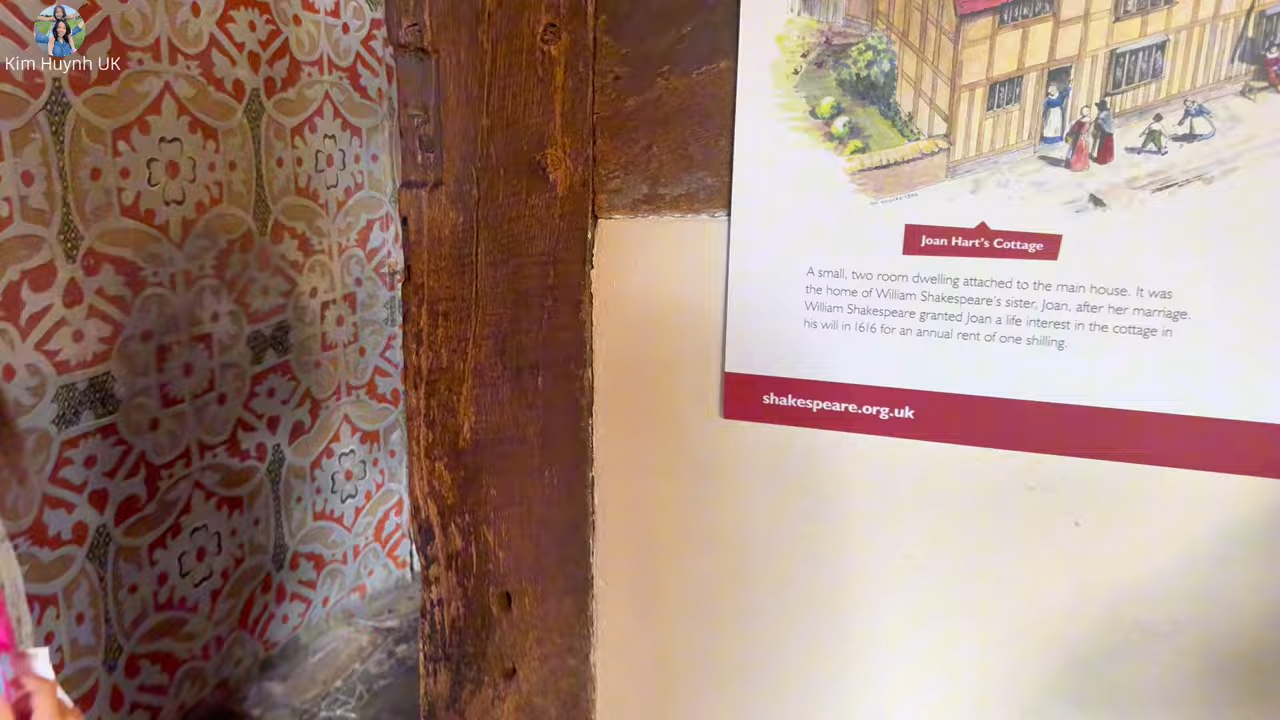 Kim Huynh UK
Joan Hart's Cottage
A small, two room dwelling attached to the main house. It was
the home of William Shakespeare's sister, Joan, after her marriage.
William Shakespeare granted Joan a life interest in the cottage in
his will in 1616 for an annual rent of one shilling.
shakespeare.org.uk